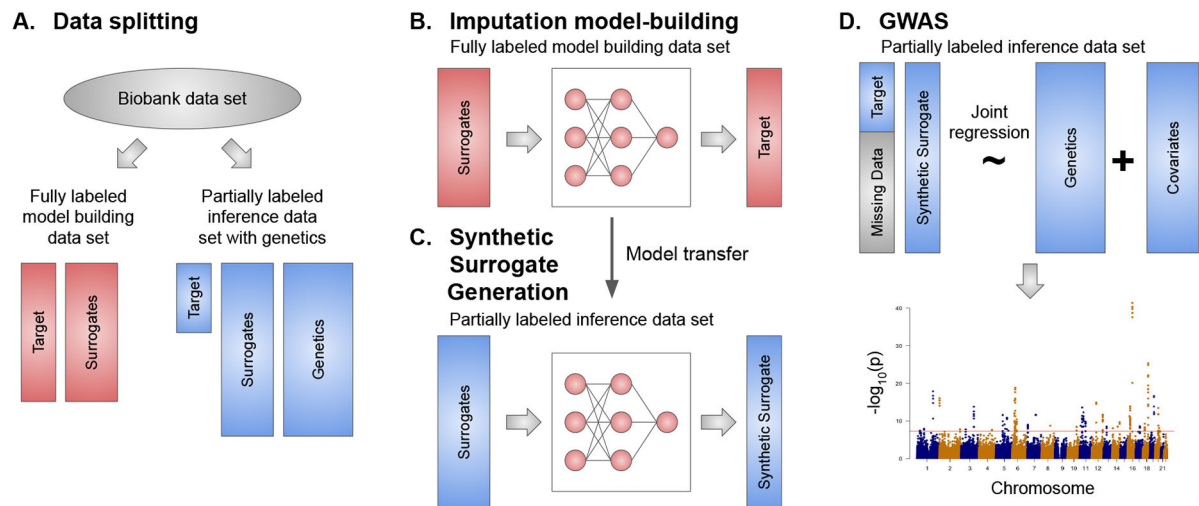 A. Data splitting
Biobank data set
Fully labeled
model building
data set
Partially labeled
inference data
set with genetics
Target
Surrogates
Target
Surrogates
Genetics
B. Imputation model-building
Fully labeled model building data set
Surrogates
Target
Model transfer
C. Synthetic
Surrogate
Generation
Partially labeled inference data set
Surrogates
Synthetic Surrogate
D. GWAS
Partially labeled inference data set
Target
Missing Data
Synthetic Surrogate
Joint
regression
~
Genetics
+
Covariates
-log10(p)
40
30
20
10
0
1 2 3 4 5 6 7 8 9 10 11 12 14 16 18 21
Chromosome